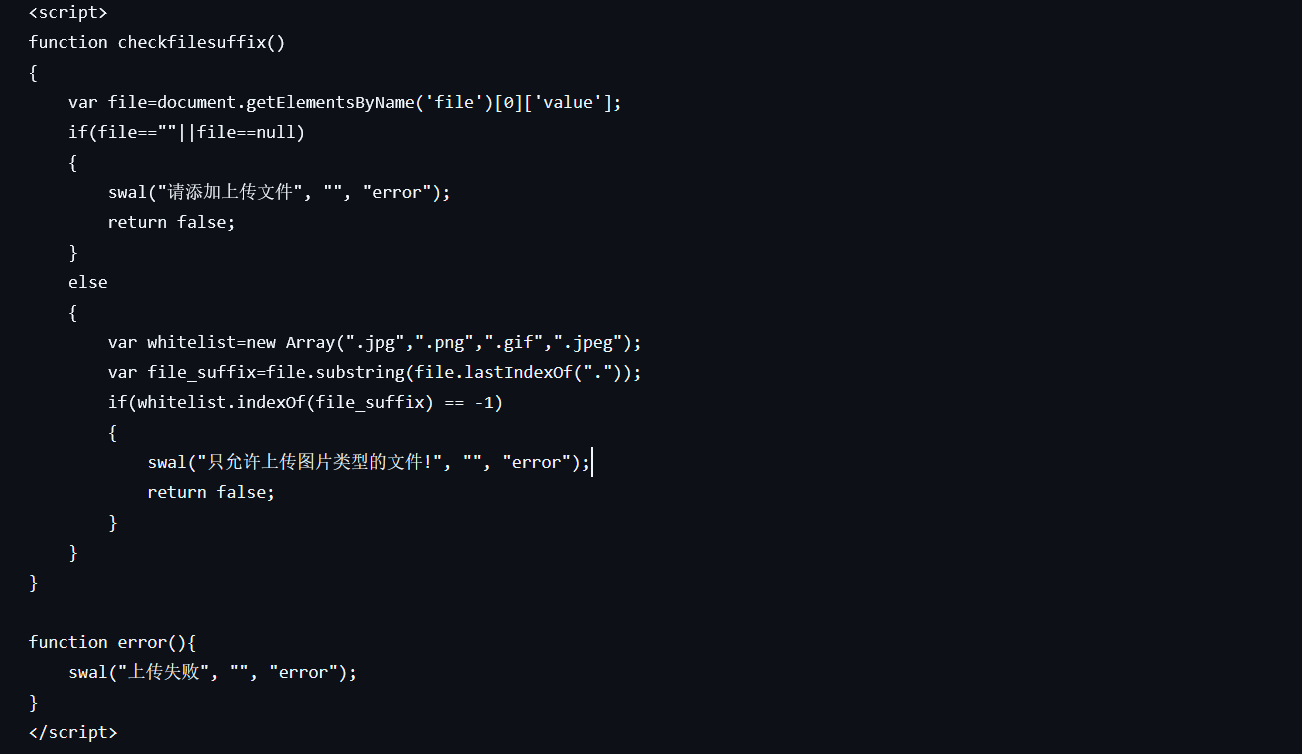 <script>
function checkfilesuffix()
{
    var file=document.getElementsByName('file')[0]['value'];
    if(file==""||file==null)
    {
        swal("请添加上传文件", "", "error");
        return false;
    }
    else
    {
        var whitelist=new Array(".jpg",".png",".gif",".jpeg");
        var file_suffix=file.substring(file.lastIndexOf("."));
        if(whitelist.indexOf(file_suffix) == -1)
        {
            swal("只允许上传图片类型的文件!", "", "error");
            return false;
        }
    }
}

function error(){
    swal("上传失败", "", "error");
}
</script>